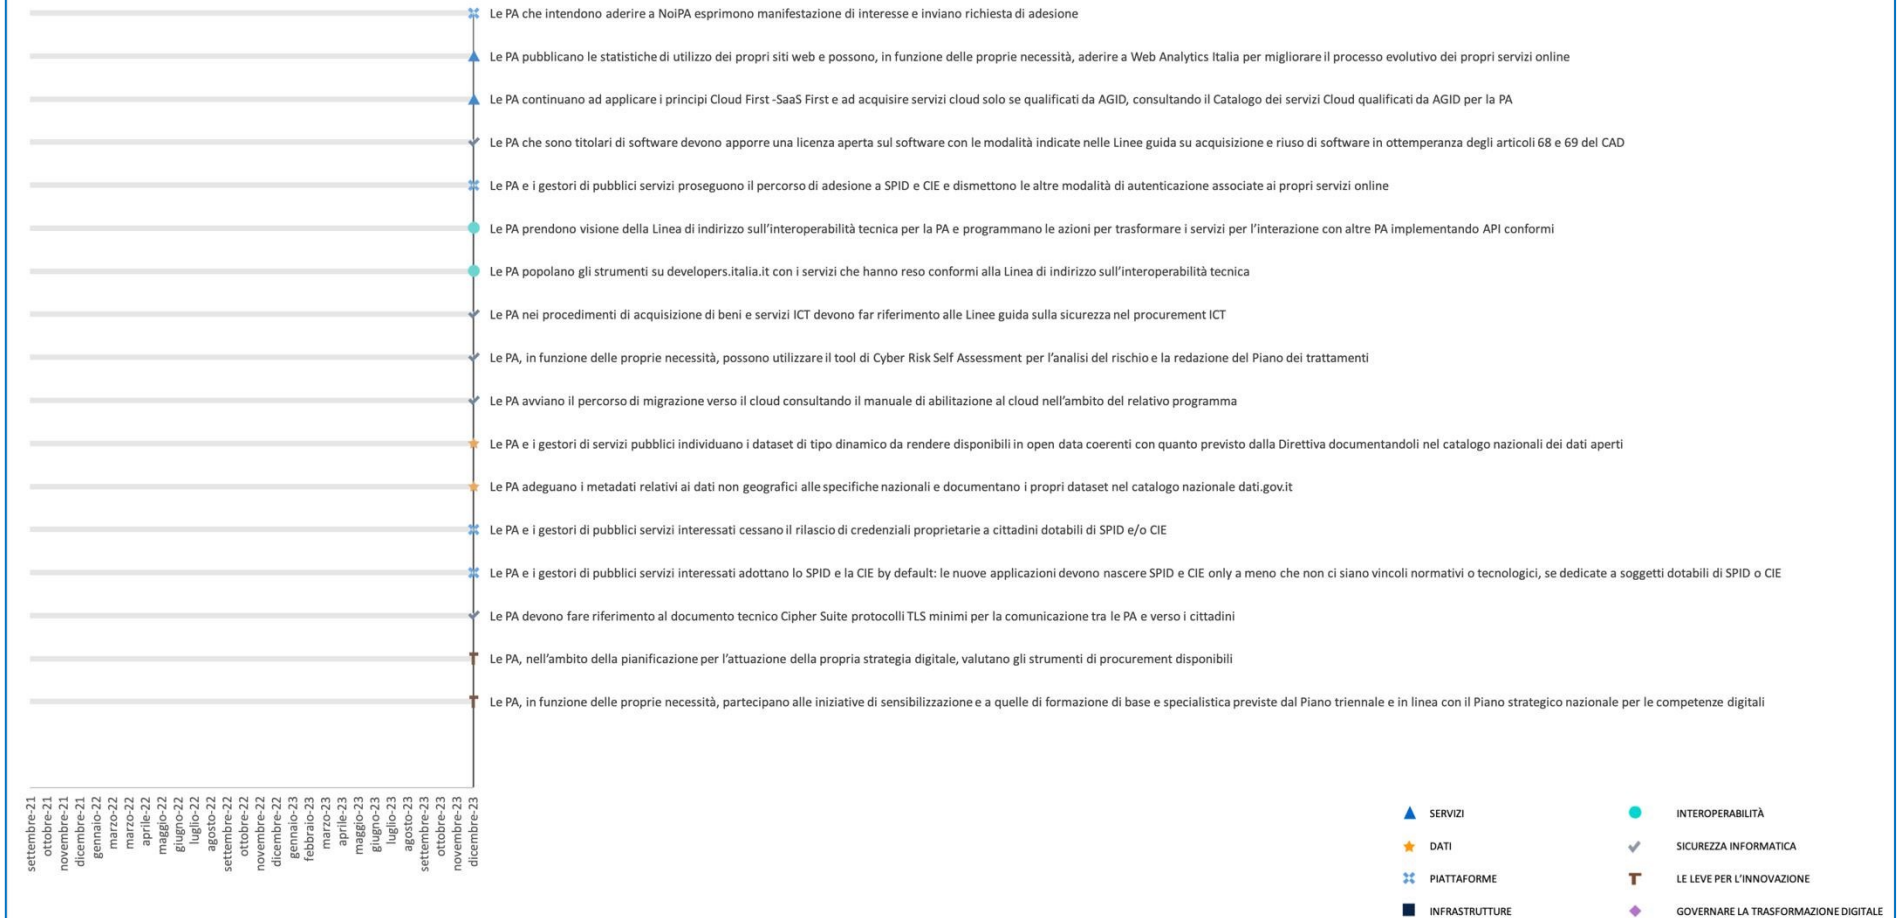 Le PA che intendono aderire a NoiPA esprimono manifestazione di interesse e inviano richiesta di adesione
Le PA pubblicano le statistiche di utilizzo dei propri siti web e possono, in funzione delle proprie necessità, aderire a Web Analytics Italia per migliorare il processo evolutivo dei propri servizi online
Le PA continuano ad applicare i principi Cloud First -SaaS First e ad acquisire servizi cloud solo se qualificati da AGID, consultando il Catalogo dei servizi Cloud qualificati da AGID per la PA
Le PA che sono titolari di software devono apporre una licenza aperta sul software con le modalità indicate nelle Linee guida su acquisizione e riuso di software in ottemperanza degli articoli 68 e 69 del CAD
Le PA e i gestori di pubblici servizi proseguono il percorso di adesione a SPID e CIE e dismettono le altre modalità di autenticazione associate ai propri servizi online
Le PA prendono visione della Linea di indirizzo sull'interoperabilità tecnica per la PA e programmano le azioni per trasformare i servizi per l'interazione con altre PA implementando API conformi
Le PA popolano gli strumenti su developers.italia.it con i servizi che hanno reso conformi alla Linea di indirizzo sull'interoperabilità tecnica
Le PA nei procedimenti di acquisizione di beni e servizi ICT devono far riferimento alle Linee guida sulla sicurezza nel procurement ICT
Le PA, in funzione delle proprie necessità, possono utilizzare il tool di Cyber Risk Self Assessment per l'analisi del rischio e la redazione del Piano dei trattamenti
Le PA avviano il percorso di migrazione verso il cloud consultando il manuale di abilitazione al cloud nell'ambito del relativo programma
Le PA e i gestori di servizi pubblici individuano i dataset di tipo dinamico da rendere disponibili in open data coerenti con quanto previsto dalla Direttiva documentandoli nel catalogo nazionali dei dati aperti
Le PA adeguano i metadati relativi ai dati non geografici alle specifiche nazionali e documentano i propri dataset nel catalogo nazionale dati.gov.it
Le PA e i gestori di pubblici servizi interessati cessano il rilascio di credenziali proprietarie a cittadini dotabili di SPID e/o CIE
Le PA e i gestori di pubblici servizi interessati adottano lo SPID e la CIE by default: le nuove applicazioni devono nascere SPID e CIE only a meno che non ci siano vincoli normativi o tecnologici, se dedicate a soggetti dotabili di SPID o CIE
Le PA devono fare riferimento al documento tecnico Cipher Suite protocolli TLS minimi per la comunicazione tra le PA e verso i cittadini
Le PA, nell'ambito della pianificazione per l'attuazione della propria strategia digitale, valutano gli strumenti di procurement disponibili
Le PA, in funzione delle proprie necessità, partecipano alle iniziative di sensibilizzazione e a quelle di formazione di base e specialistica previste dal Piano triennale e in linea con il Piano strategico nazionale per le competenze digitali
settembre-21
ottobre-21
novembre-21
dicembre-21
gennaio-22
marzo-22
marzo-22
aprile-22
maggio-22
giugno-22
luglio-22
agosto-22
settembre-22
ottobre-22
novembre-22
dicembre-22
gennaio-23
febbraio-23
marzo-23
aprile-23
maggio-23
giugno-23
luglio-23
agosto-23
settembre-23
ottobre-23
novembre-23
dicembre-23
SERVIZI
DATI
PIATTAFORME
INFRASTRUTTURE
INTEROPERABILITÀ
SICUREZZA INFORMATICA
LE LEVE PER L'INNOVAZIONE
GOVERNARE LA TRASFORMAZIONE DIGITALE